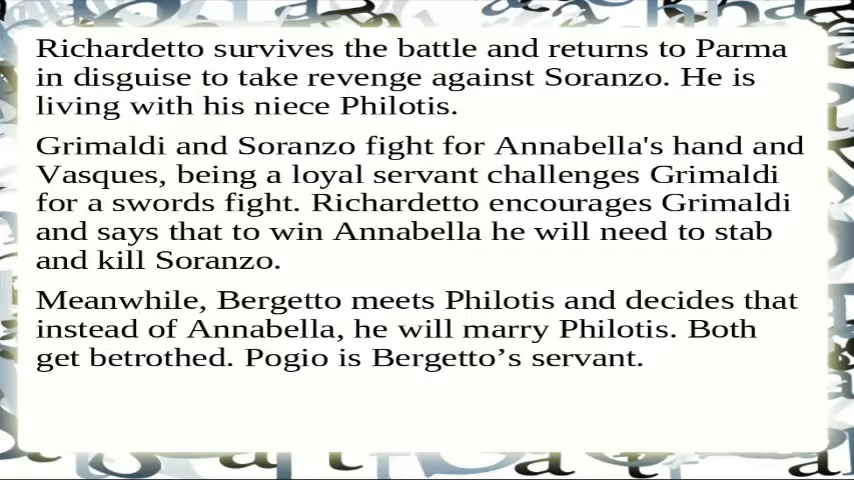 Richardetto survives the battle and returns to Parma
in disguise to take revenge against Soranzo. He is
living with his niece Philotis.
Grimaldi and Soranzo fight for Annabella's hand and
Vasques, being a loyal servant challenges Grimaldi
for a swords fight. Richardetto encourages Grimaldi
and says that to win Annabella he will need to stab
and kill Soranzo.
Meanwhile, Bergetto meets Philotis and decides that
instead of Annabella, he will marry Philotis. Both
get betrothed. Pogio is Bergetto’s servant.